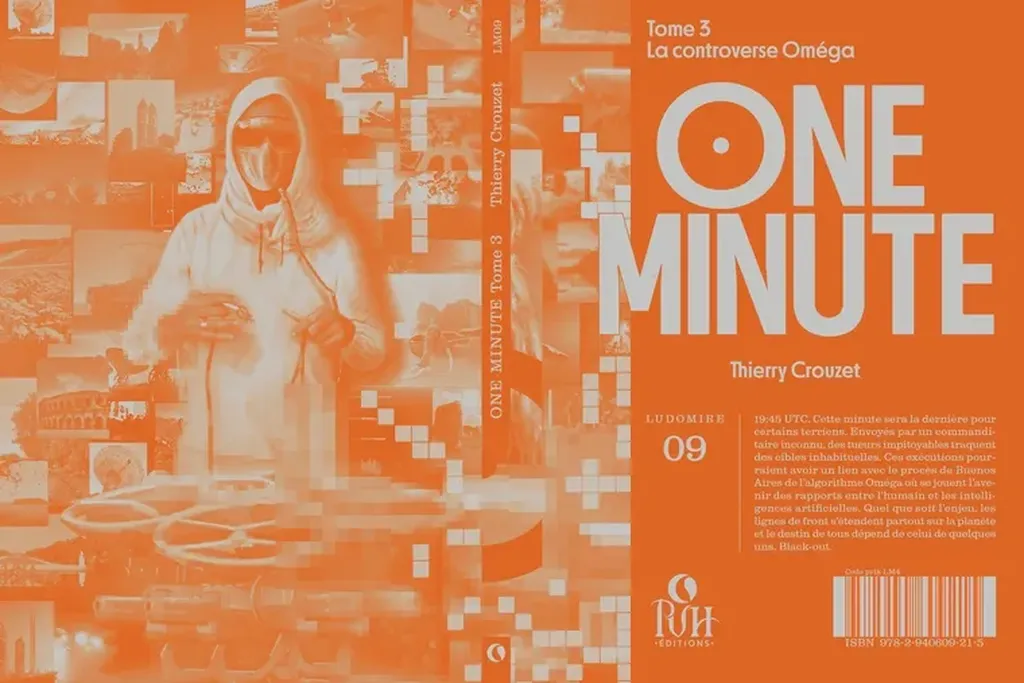 LM09
Thierry Crouzet
ONE MINUTE Tome 3
Tome 3
La controverse Oméga
ONE
MINUTE
Thierry Crouzet
LUDOMIRE
09
19:45 UTC. Cette minute sera la dernière pour
certains terriens. Envoyés par un commandi-
taire inconnu, des tueurs impitoyables traquent
des cibles inhabituelles. Ces exécutions pour-
raient avoir un lien avec le procès de Buenos
Aires de l'algorithme Oméga où se jouent l'ave-
nir des rapports entre l'humain et les intelli-
gences artificielles. Quel que soit l'enjeu, les
lignes de front s'étendent partout sur la planète
et le destin de tous dépend de celui de quelques
uns. Black-out.
PVH
·ÉDITIONS·
Code prix LM4
ISBN 978-2-940609-21-5